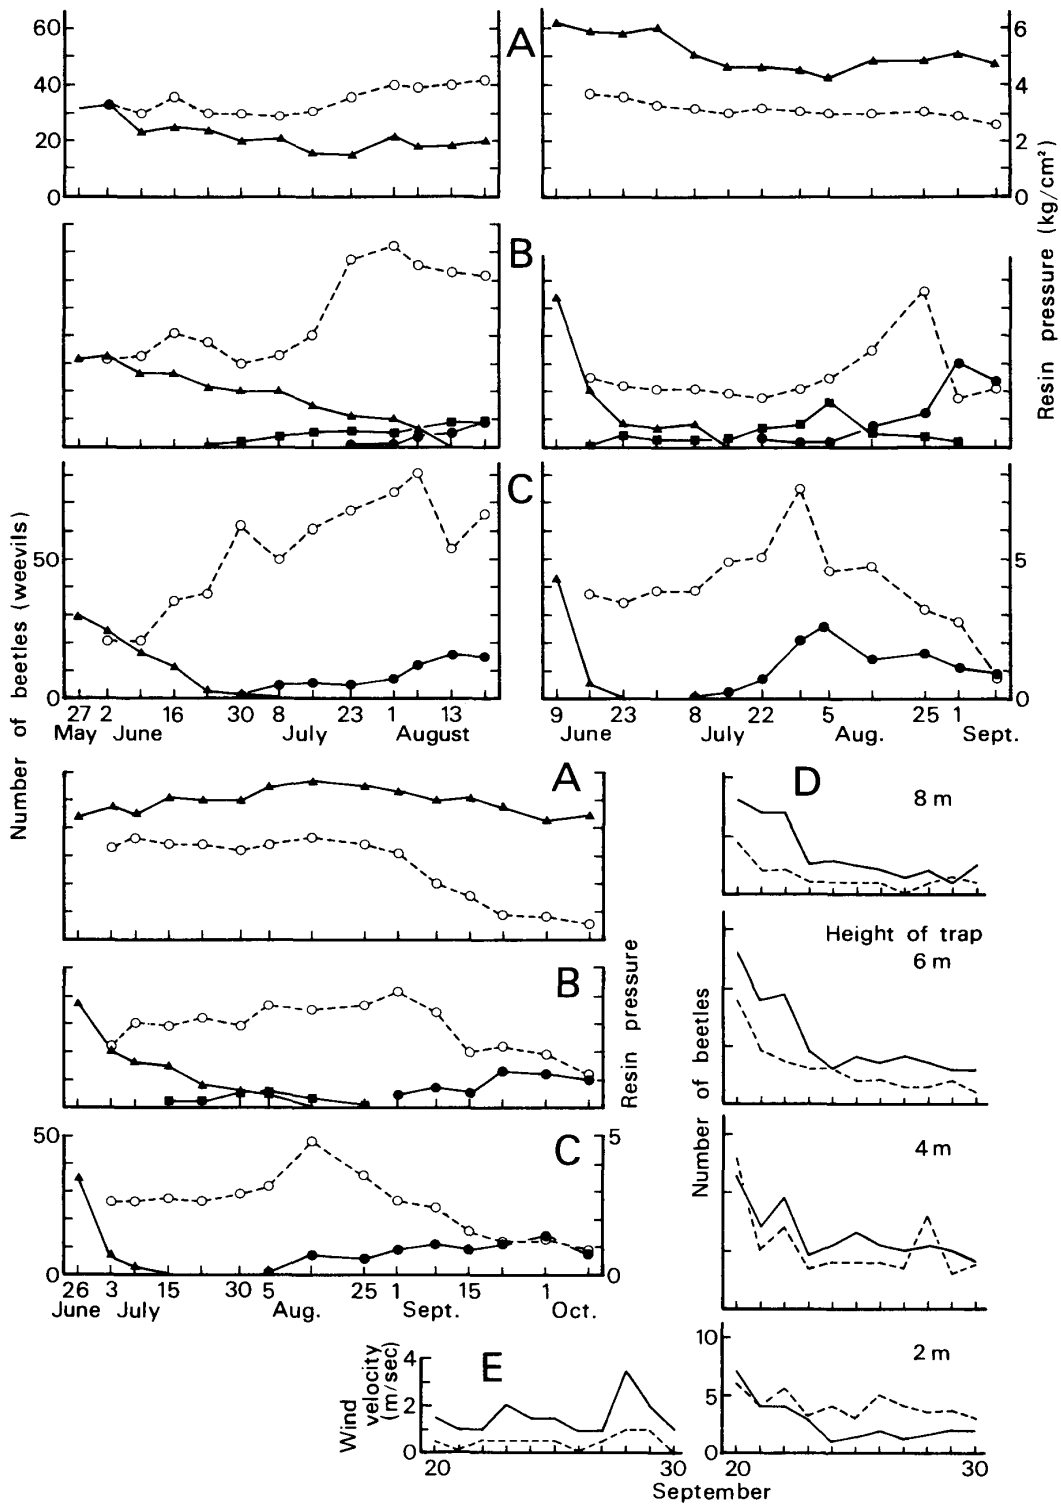 60
40
20
0
A
6
4
2
0
B
C
50
0
5
0
27 2 16 30 8 23 1 13
May June July August
9 23 8 22 5 25 1
June July Aug. Sept.
Number of beetles (weevils)
Resin pressure (kg/cm²)
A
B
C
50
0
5
0
26 3 15 30 5 25 1 15 1
June July Aug. Sept. Oct.
Resin pressure
D
8 m
Height of trap
6 m
4 m
2 m
10
5
0
20 30
Number of beetles
E
Wind
velocity
(m/sec)
4
2
0
20 30
September